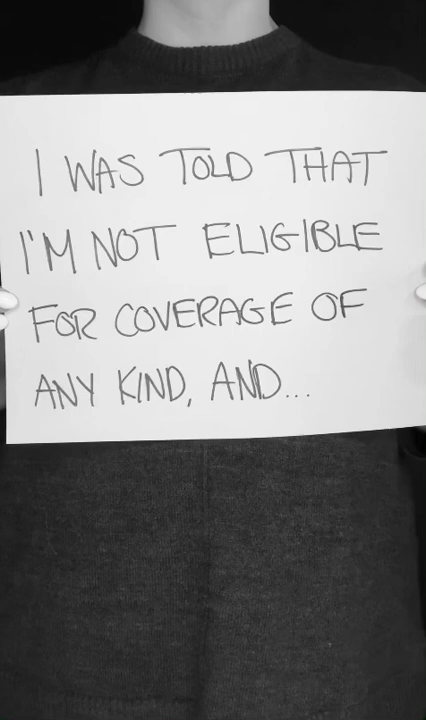 I WAS TOLD THAT
I'M NOT ELIGIBLE
FOR COVERAGE OF
ANY KIND, AND...